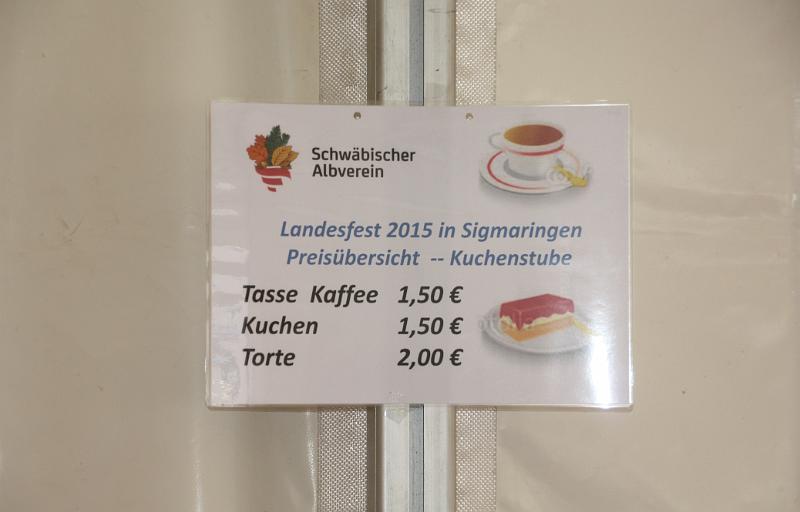 Schwäbischer
Albverein
Landesfest 2015 in Sigmaringen
Preisübersicht -- Kuchenstube
Tasse Kaffee 1,50 €
Kuchen 1,50 €
Torte 2,00 €